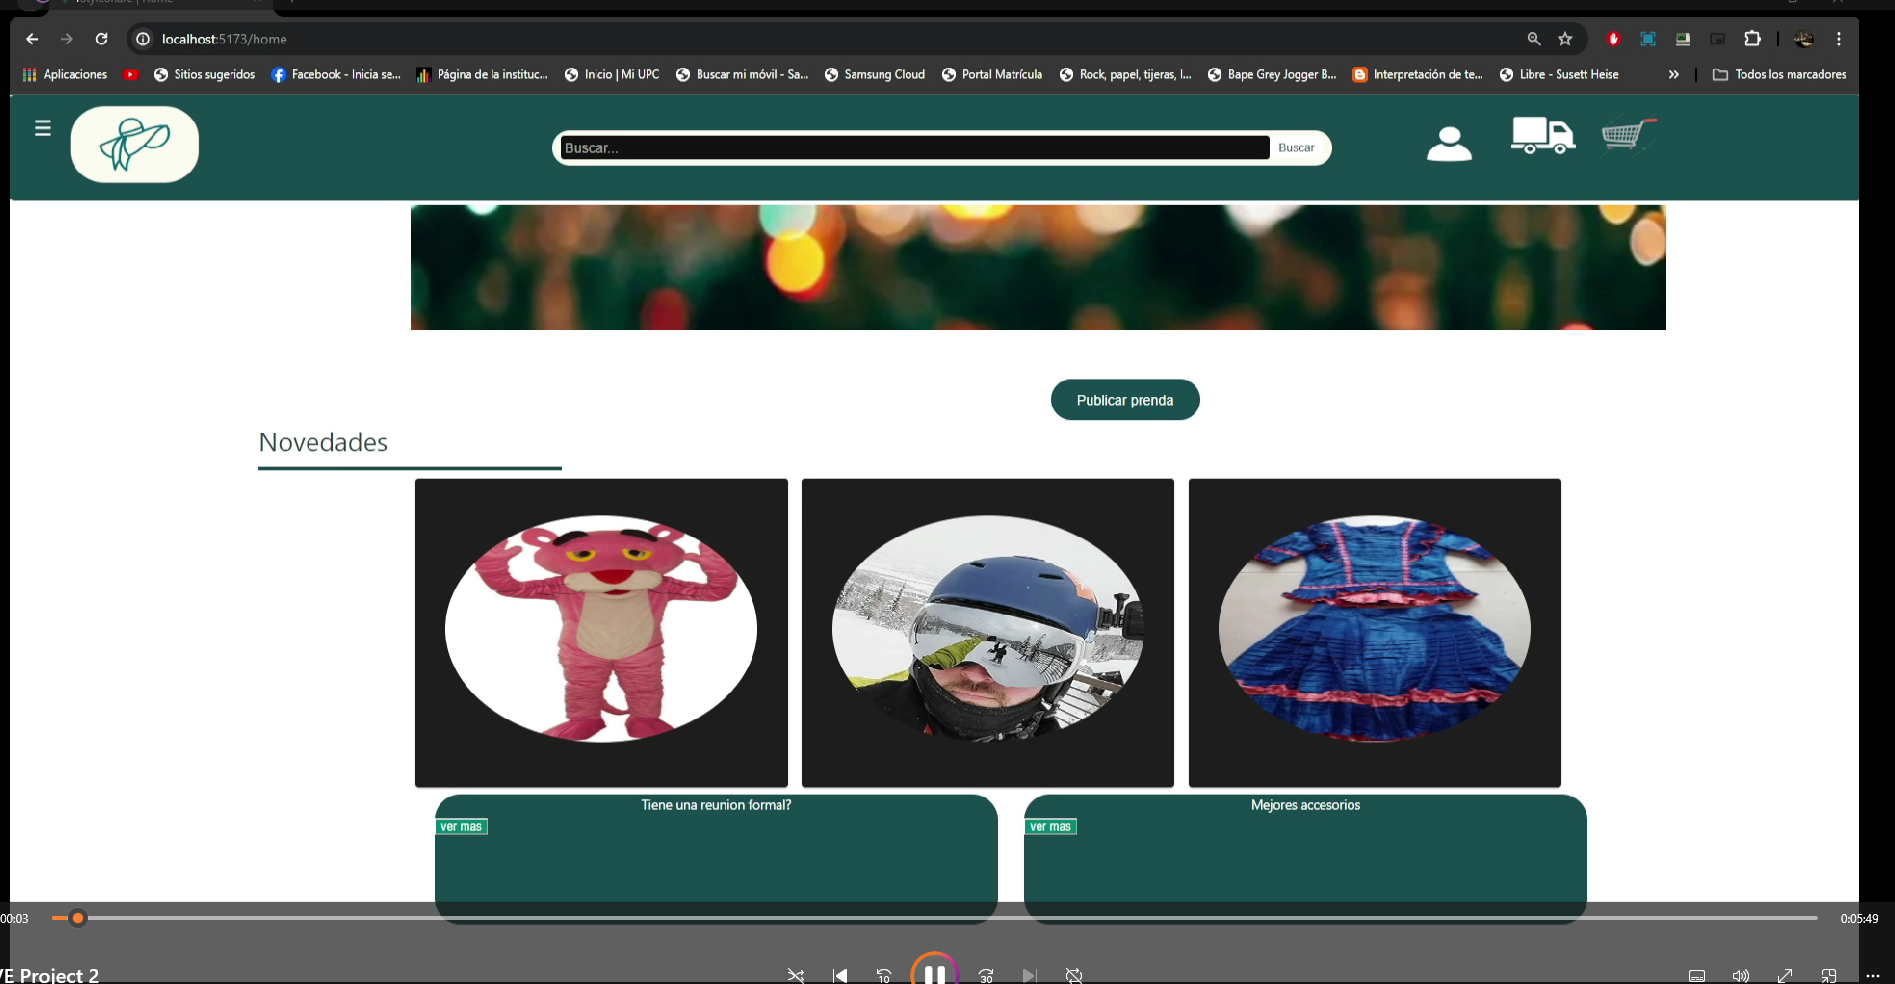 localhost:5173/home
Aplicaciones
Sitios sugeridos
Facebook - Inicia se...
Página de la instituc...
Inicio | Mi UPC
Buscar mi móvil - Sa...
Samsung Cloud
Portal Matrícula
Rock, papel, tijeras, l...
Bape Grey Jogger B...
Interpretación de te...
Libre - Susett Heise
»
Todos los marcadores
Buscar...
Buscar
Publicar prenda
Novedades
Tiene una reunion formal?
ver mas
Mejores accesorios
ver mas
00:03
0:05:49
VE Project 2
10
30